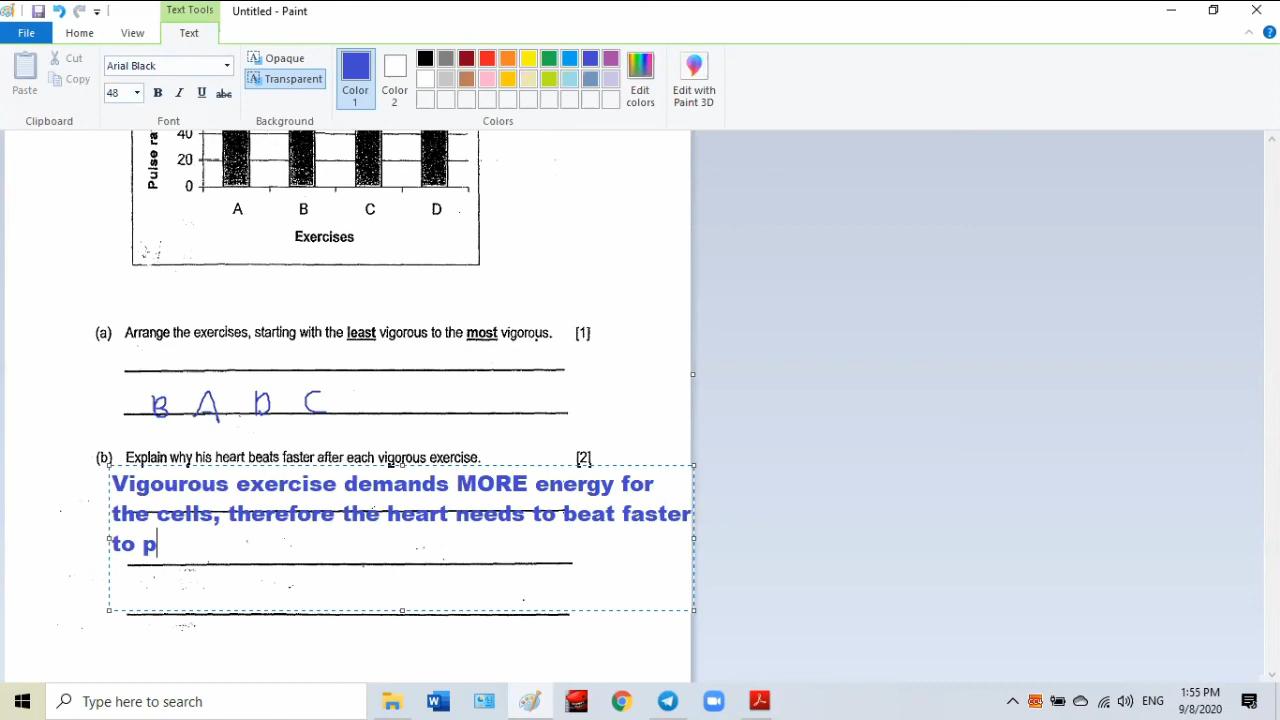 Text Tools
Untitled - Paint
File
Home
View
Text
Paste
Cut
Copy
Clipboard
Arial Black
48
B I U abc
Font
Opaque
Transparent
Background
Color 1
Color 2
Edit colors
Colors
Edit with Paint 3D
Pulse ra
40
20
0
A B C D
Exercises
(a) Arrange the exercises, starting with the least vigorous to the most vigorous. [1]
B A D C
(b) Explain why his heart beats faster after each vigorous exercise. [2]
Vigourous exercise demands MORE energy for
the cells, therefore the heart needs to beat faster
to p
Type here to search
ENG
1:55 PM
9/8/2020